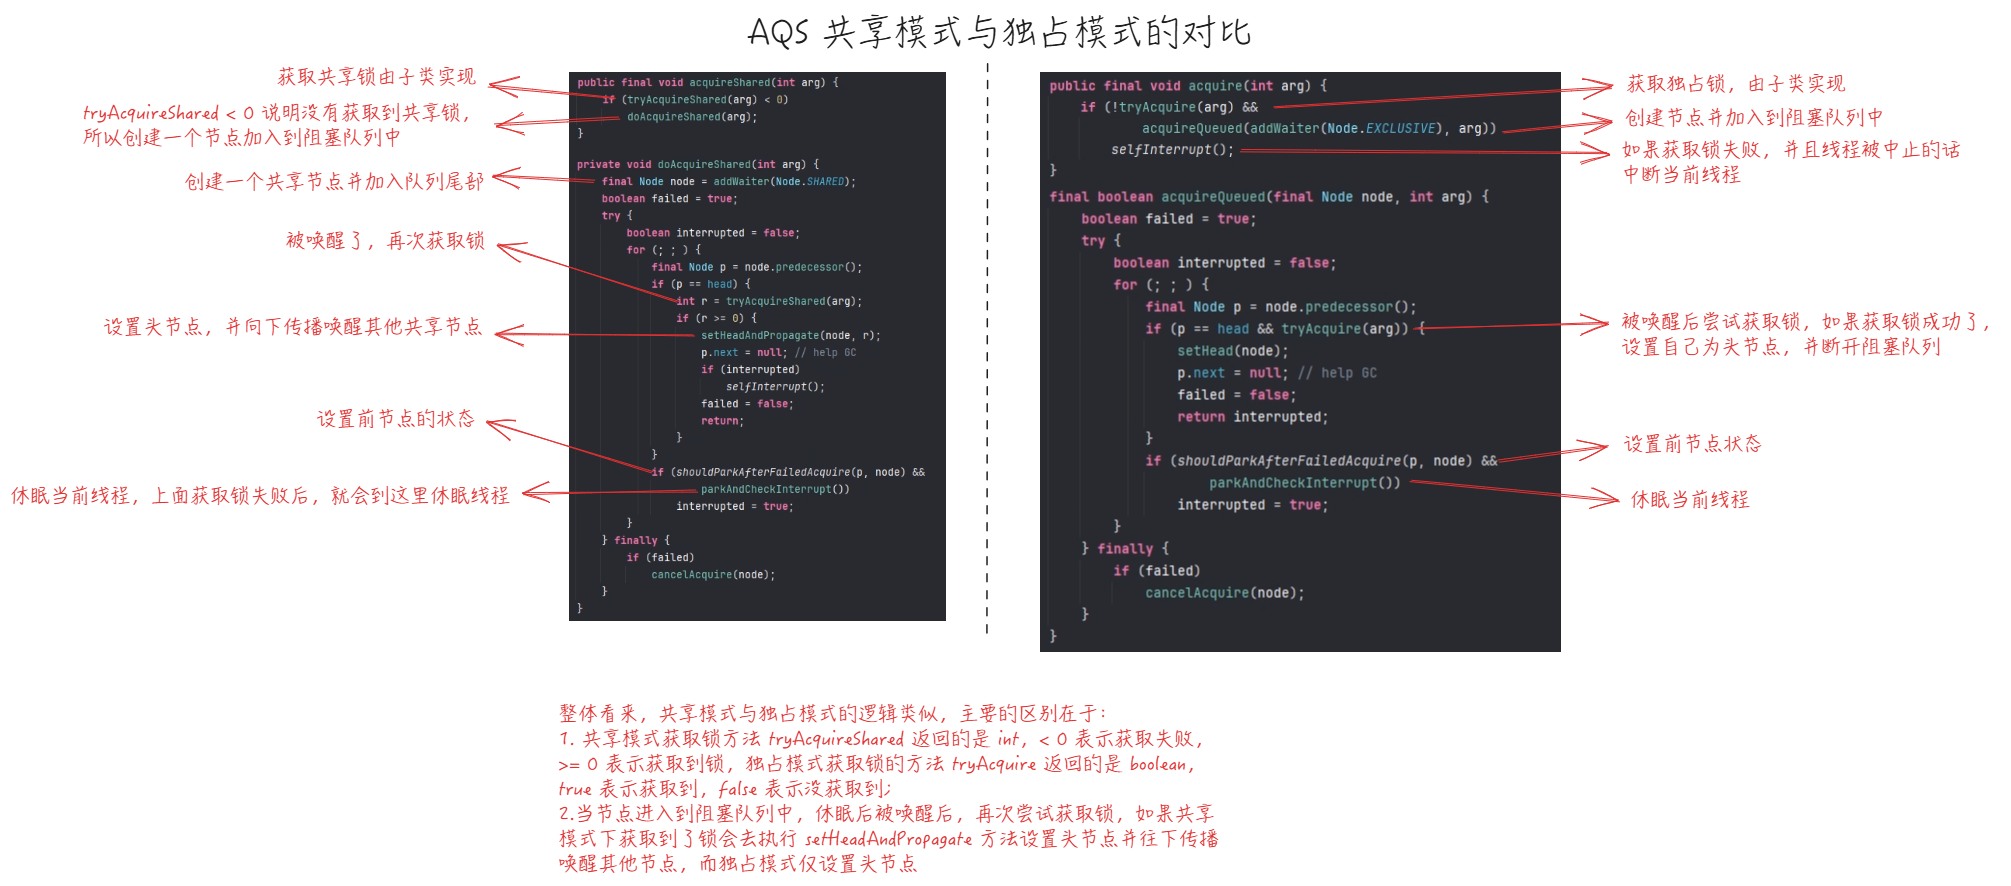 AQS 共享模式与独占模式的对比
获取共享锁由子类实现
tryAcquireShared < 0 说明没有获取到共享锁，
所以创建一个节点加入到阻塞队列中
创建一个共享节点并加入队列尾部
被唤醒了，再次获取锁
设置头节点，并向下传播唤醒其他共享节点
设置前节点的状态
休眠当前线程，上面获取锁失败后，就会到这里休眠线程
public final void acquireShared(int arg) {
if (tryAcquireShared(arg) < 0)
doAcquireShared(arg);
}
private void doAcquireShared(int arg) {
final Node node = addWaiter(Node.SHARED);
boolean failed = true;
try {
boolean interrupted = false;
for (; ; ) {
final Node p = node.predecessor();
if (p == head) {
int r = tryAcquireShared(arg);
if (r >= 0) {
setHeadAndPropagate(node, r);
p.next = null; // help GC
if (interrupted)
selfInterrupt();
failed = false;
return;
}
}
if (shouldParkAfterFailedAcquire(p, node) &&
parkAndCheckInterrupt())
interrupted = true;
}
} finally {
if (failed)
cancelAcquire(node);
}
}
public final void acquire(int arg) {
if (!tryAcquire(arg) &&
acquireQueued(addWaiter(Node.EXCLUSIVE), arg))
selfInterrupt();
}
final boolean acquireQueued(final Node node, int arg) {
boolean failed = true;
try {
boolean interrupted = false;
for (; ; ) {
final Node p = node.predecessor();
if (p == head && tryAcquire(arg)) {
setHead(node);
p.next = null; // help GC
failed = false;
return interrupted;
}
if (shouldParkAfterFailedAcquire(p, node) &&
parkAndCheckInterrupt())
interrupted = true;
}
} finally {
if (failed)
cancelAcquire(node);
}
}
获取独占锁，由子类实现
创建节点并加入到阻塞队列中
如果获取锁失败，并且线程被中止的话
中断当前线程
被唤醒后尝试获取锁，如果获取锁成功了，
设置自己为头节点，并断开阻塞队列
设置前节点状态
休眠当前线程
整体看来，共享模式与独占模式的逻辑类似，主要的区别在于：
1. 共享模式获取锁方法 tryAcquireShared 返回的是 int，< 0 表示获取失败，
>= 0 表示获取到锁，独占模式获取锁的方法 tryAcquire 返回的是 boolean，
true 表示获取到，false 表示没获取到;
2.当节点进入到阻塞队列中，休眠后被唤醒后，再次尝试获取锁，如果共享
模式下获取到了锁会去执行 setHeadAndPropagate 方法设置头节点并往下传播
唤醒其他节点，而独占模式仅设置头节点